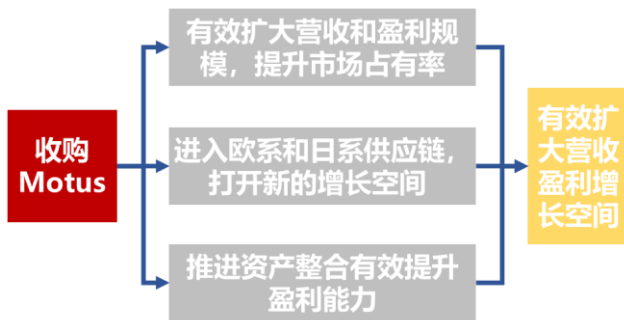 收购
Motus
有效扩大营收和盈利规
模，提升市场占有率
进入欧系和日系供应链，
打开新的增长空间
推进资产整合有效提升
盈利能力
有效扩
大营收
盈利增
长空间